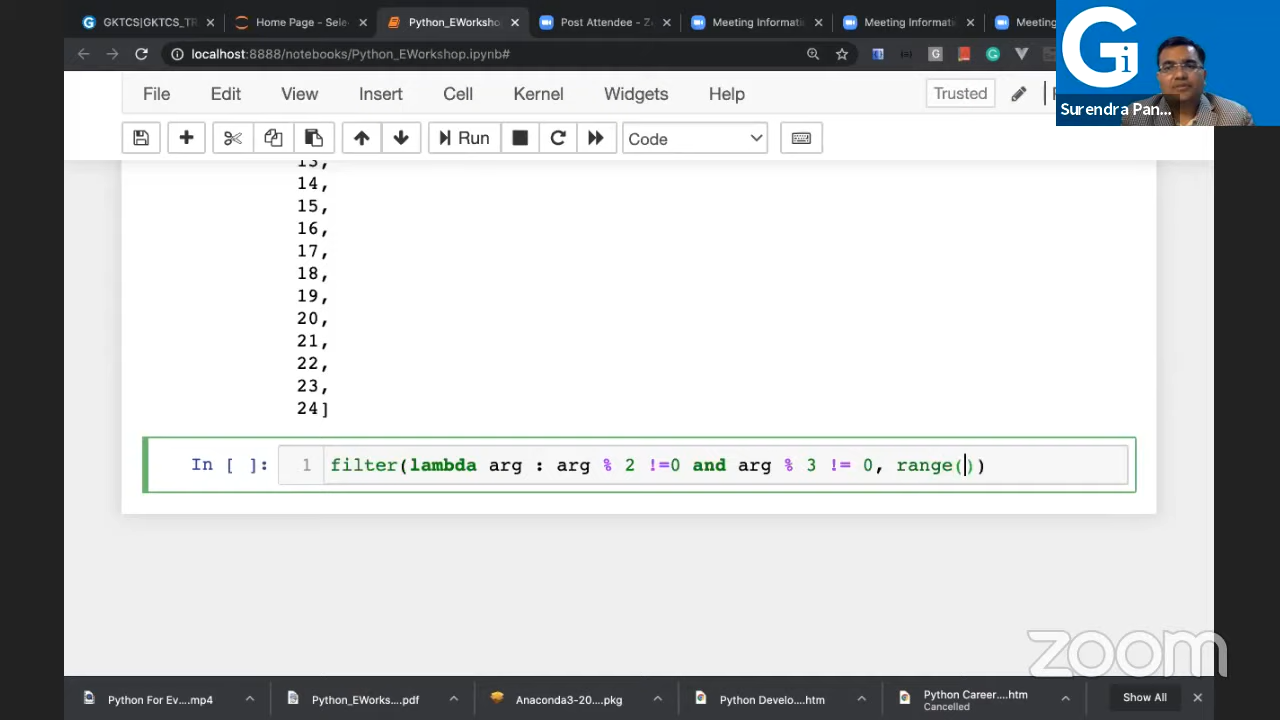 GKTCS|GKTCS_TR
Home Page - Sele
Python_EWorksho
Post Attendee - Z
Meeting Informati
Meeting Informati
Meeting
localhost:8888/notebooks/Python_EWorkshop.ipynb#
Gi
Surendra Pan...
File Edit View Insert Cell Kernel Widgets Help Trusted
Run Code
13,
14,
15,
16,
17,
18,
19,
20,
21,
22,
23,
24]
In [ ]: 1 filter(lambda arg : arg % 2 !=0 and arg % 3 != 0, range())
zoom
Python For Ev....mp4
Python_EWorks....pdf
Anaconda3-20....pkg
Python Develo....htm
Python Career....htm
Cancelled
Show All